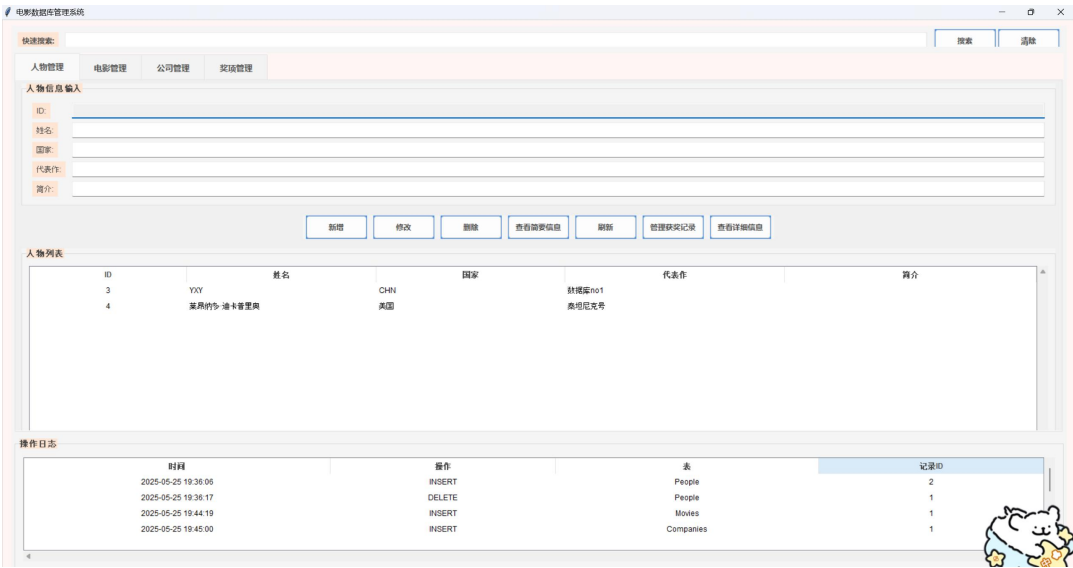 电影数据库管理系统
快速搜索: 搜索 清除
人物管理 电影管理 公司管理 奖项管理
人物信息输入
ID:
姓名:
国家:
代表作:
简介:
新增 修改 删除 查看简要信息 刷新 管理获奖记录 查看详细信息
人物列表
ID 姓名 国家 代表作 简介
3 YXY CHN 数据库no1
4 莱昂纳多·迪卡普里奥 美国 泰坦尼克号
操作日志
时间 操作 表 记录ID
2025-05-25 19:36:06 INSERT People 2
2025-05-25 19:36:17 DELETE People 1
2025-05-25 19:44:19 INSERT Movies 1
2025-05-25 19:45:00 INSERT Companies 1